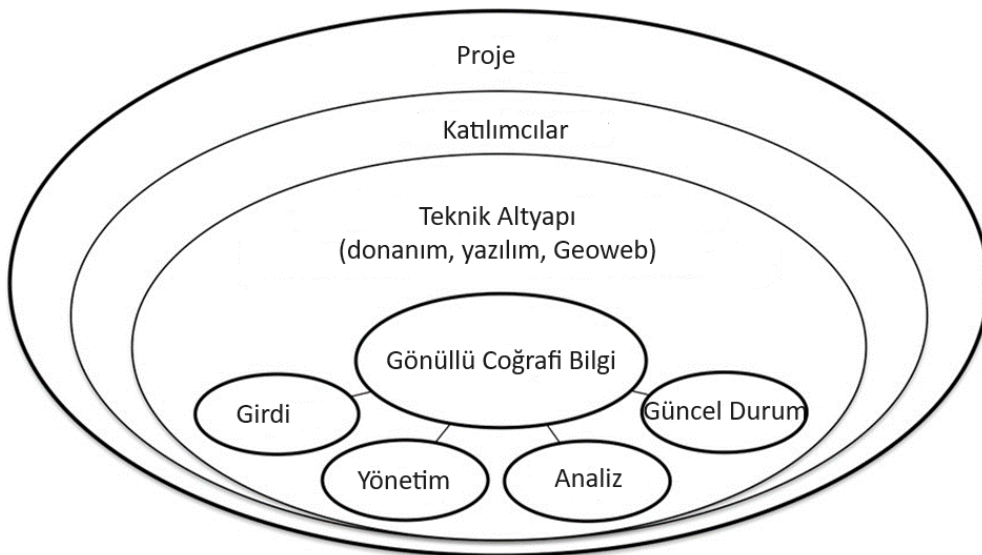 Proje
Katılımcılar
Teknik Altyapı
(donanım, yazılım, Geoweb)
Gönüllü Coğrafi Bilgi
Girdi
Güncel Durum
Yönetim
Analiz